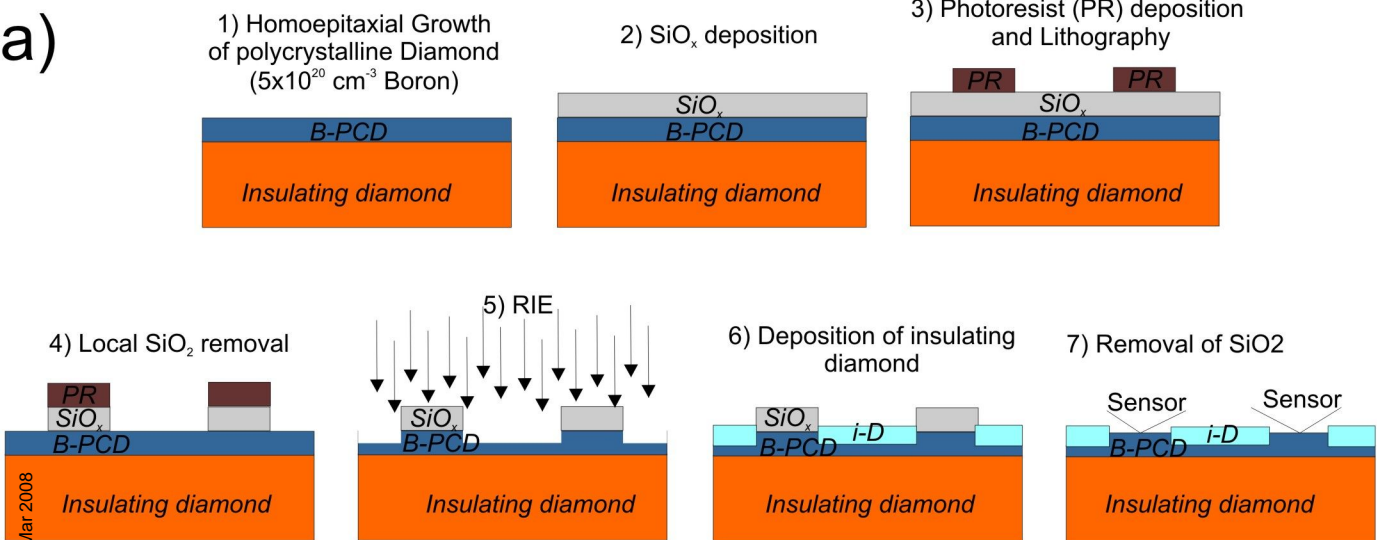 a)
1) Homoepitaxial Growth
of polycrystalline Diamond
(5x10²⁰ cm⁻³ Boron)
B-PCD
Insulating diamond
2) SiOₓ deposition
SiOₓ
B-PCD
Insulating diamond
3) Photoresist (PR) deposition
and Lithography
PR PR
SiOₓ
B-PCD
Insulating diamond
4) Local SiO₂ removal
PR
SiOₓ
B-PCD
Insulating diamond
Mar 2008
5) RIE
SiOₓ
B-PCD
Insulating diamond
6) Deposition of insulating
diamond
SiOₓ
i-D
B-PCD
Insulating diamond
7) Removal of SiO2
Sensor Sensor
i-D
B-PCD
Insulating diamond